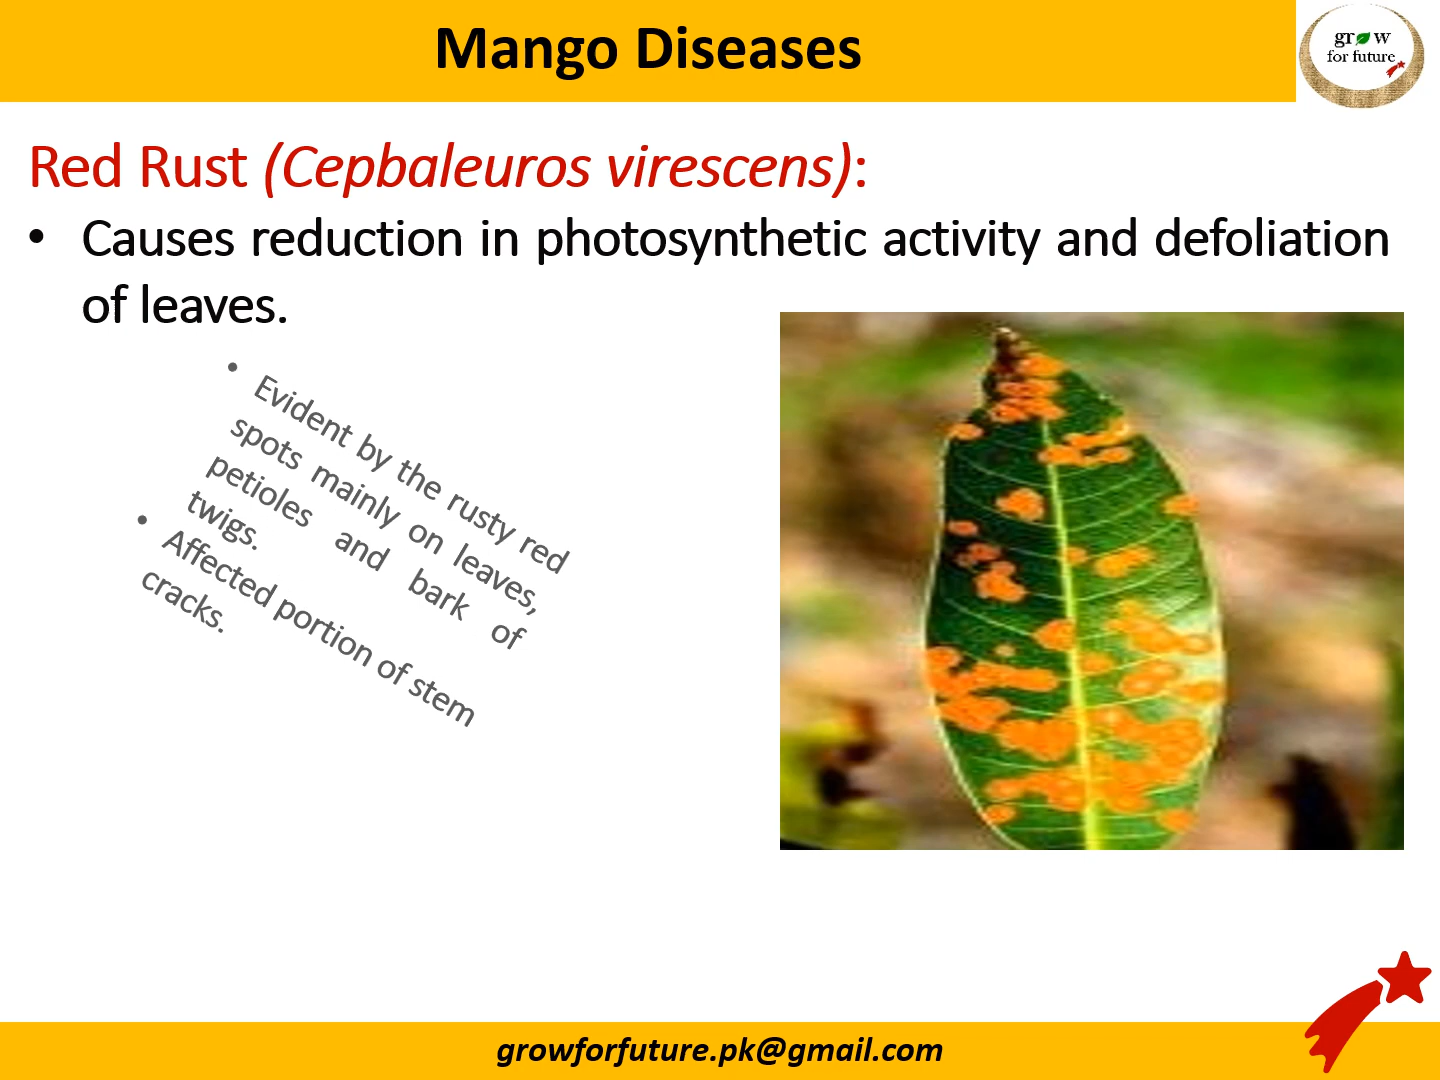 Mango Diseases
gr w
for future
Red Rust (Cepbaleuros virescens):
• Causes reduction in photosynthetic activity and defoliation
of leaves.
• Evident by the rusty red
spots mainly on leaves,
petioles and bark of
twigs.
• Affected portion of stem
cracks.
growforfuture.pk@gmail.com